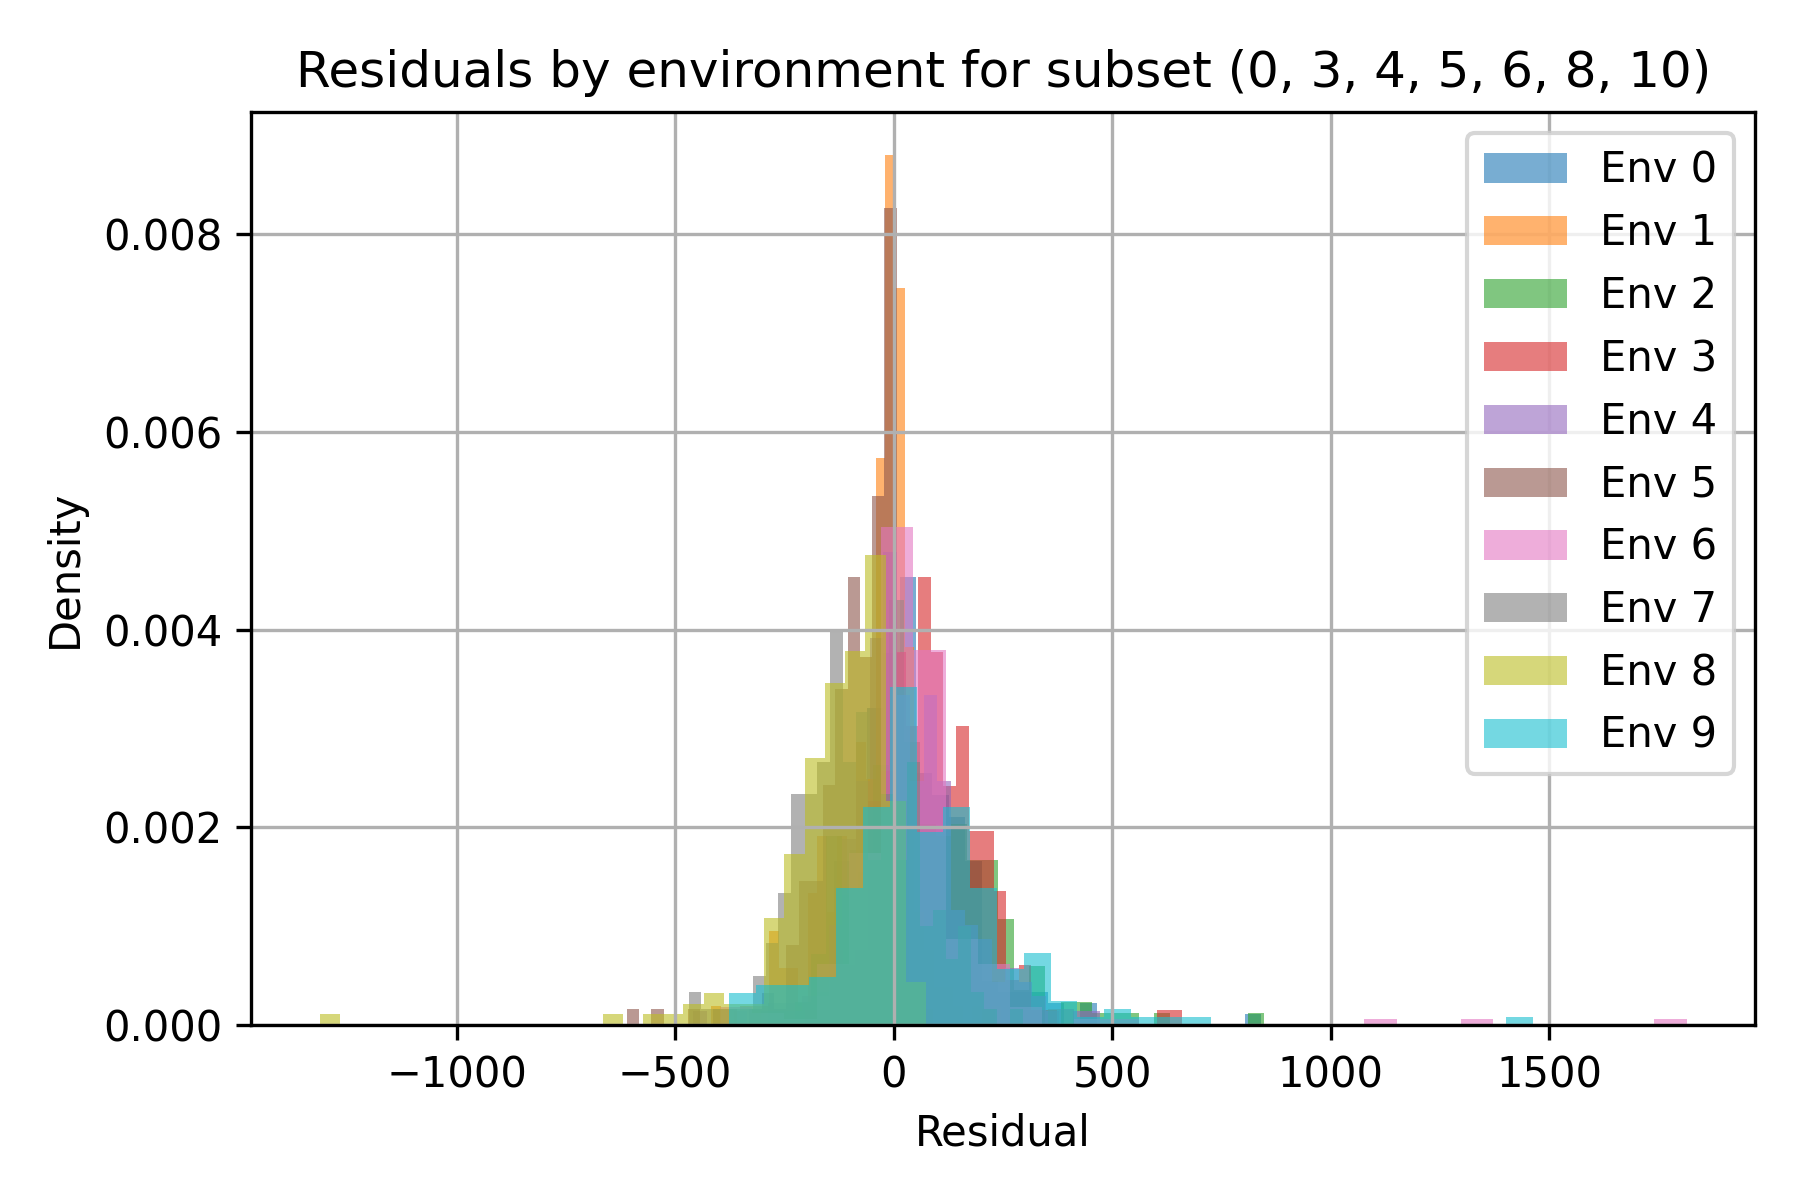 Residuals by environment for subset (0, 3, 4, 5, 6, 8, 10)
Env 0
Env 1
Env 2
Env 3
Env 4
Env 5
Env 6
Env 7
Env 8
Env 9
Density
0.008
0.006
0.004
0.002
0.000
−1000
−500
0
500
1000
1500
Residual